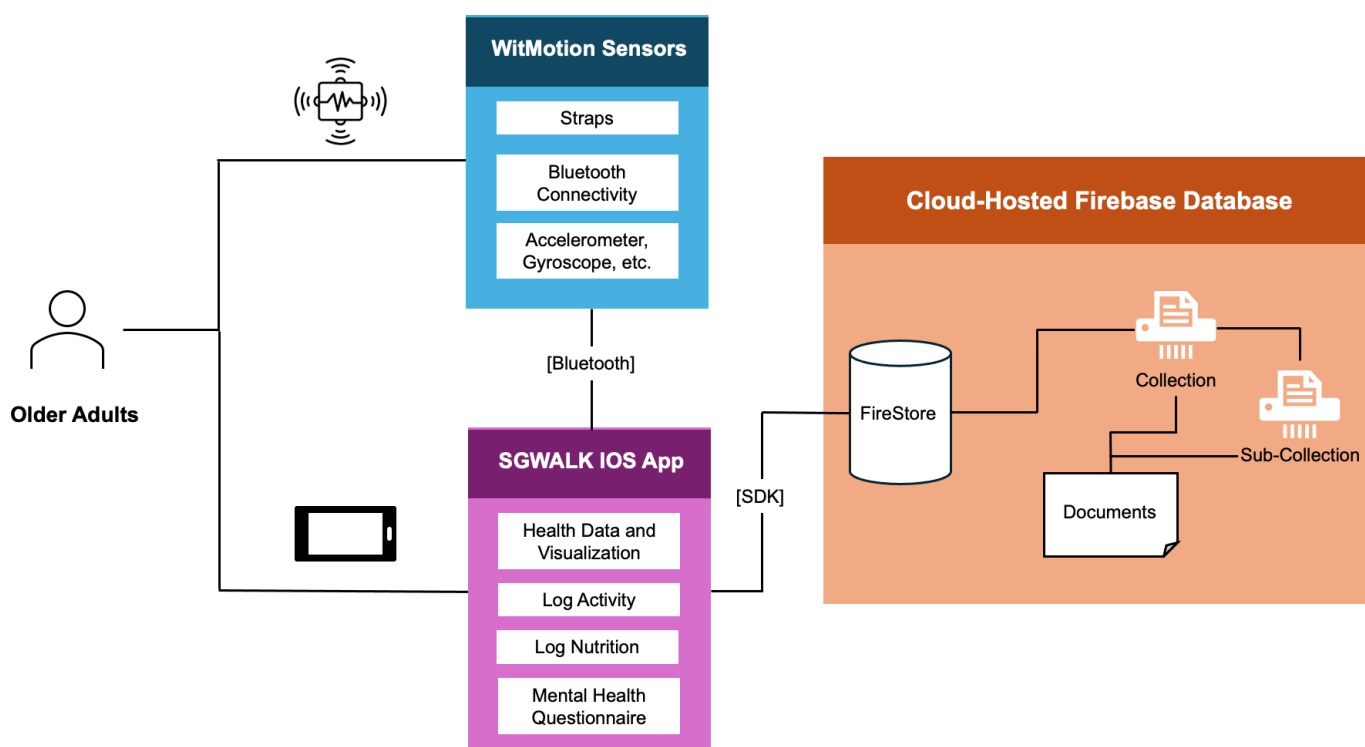 WitMotion Sensors
Straps
Bluetooth
Connectivity
Accelerometer,
Gyroscope, etc.
Older Adults
[Bluetooth]
SGWALK IOS App
Health Data and
Visualization
Log Activity
Log Nutrition
Mental Health
Questionnaire
[SDK]
Cloud-Hosted Firebase Database
FireStore
Collection
Sub-Collection
Documents